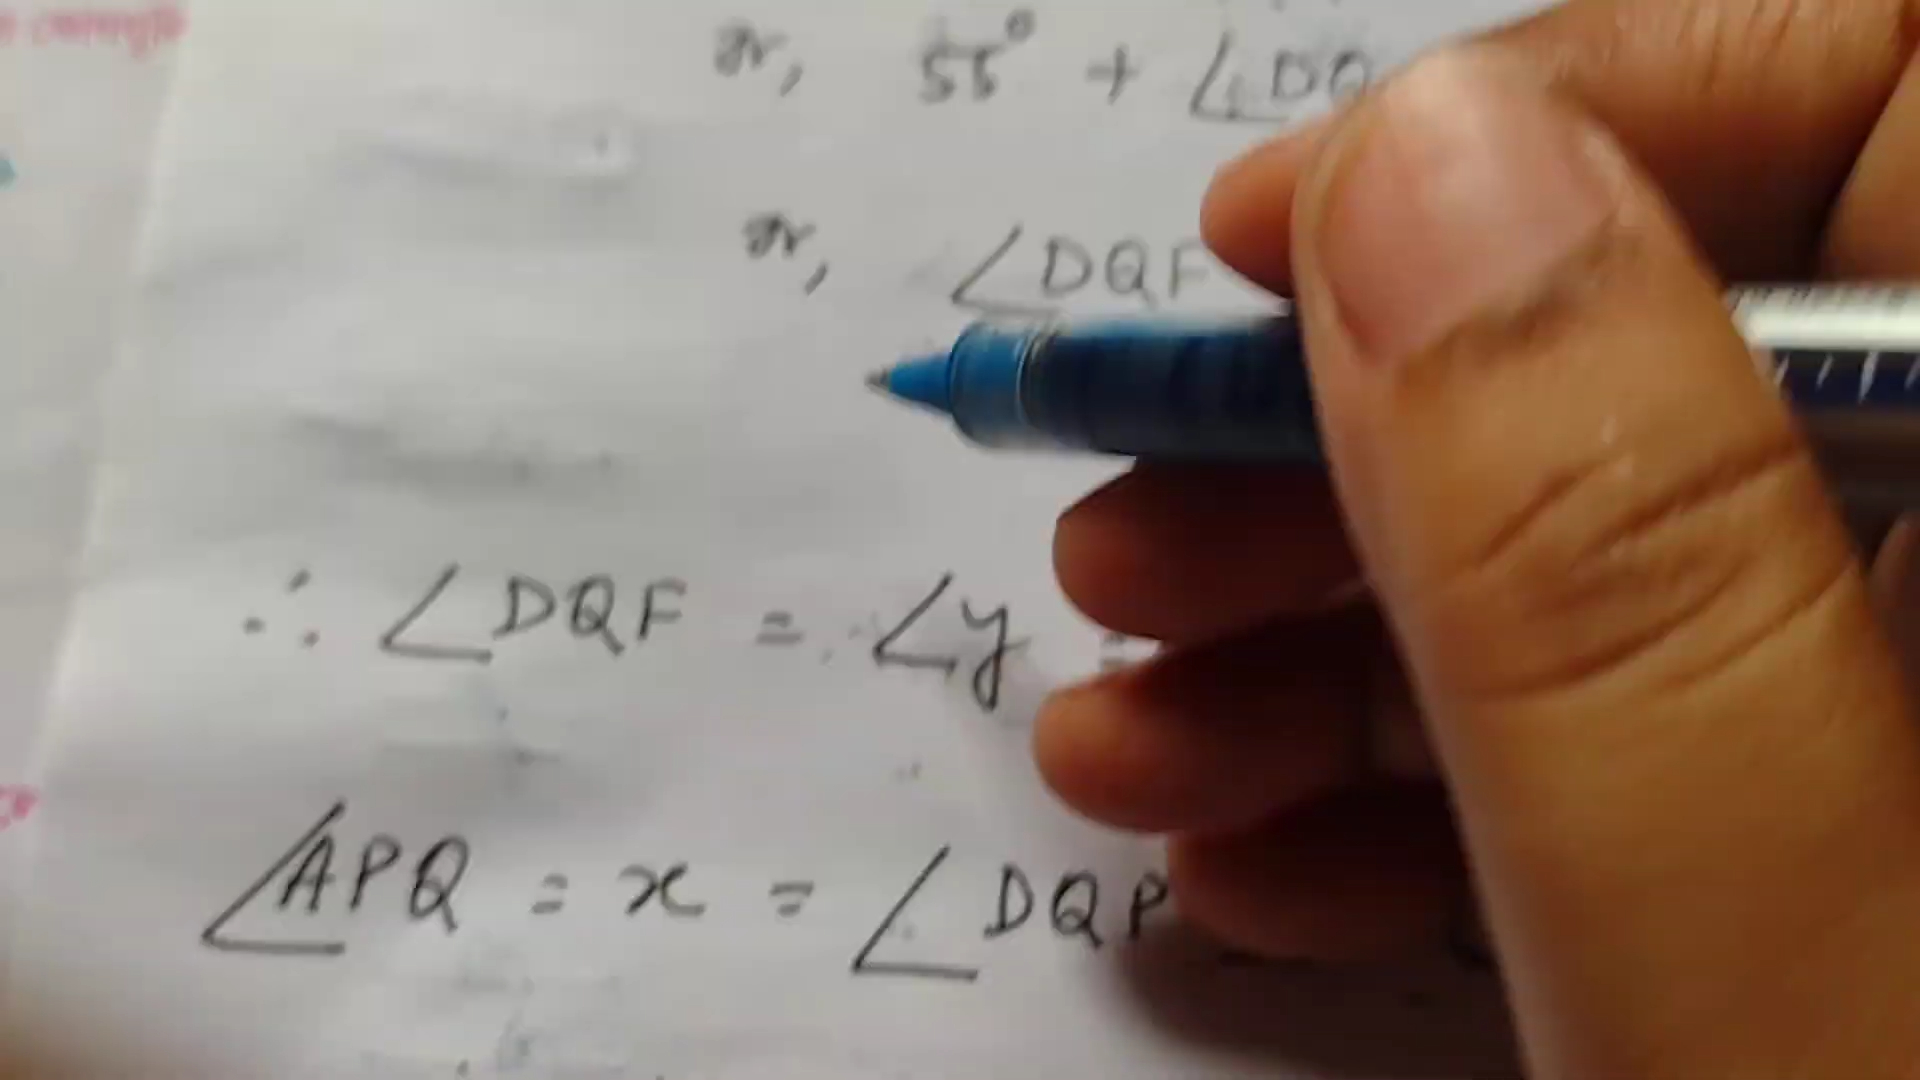 or, 55° + ∠DQ
or, ∠DQF
∴ ∠DQF = ∠y =
∠APQ = x = ∠DQP